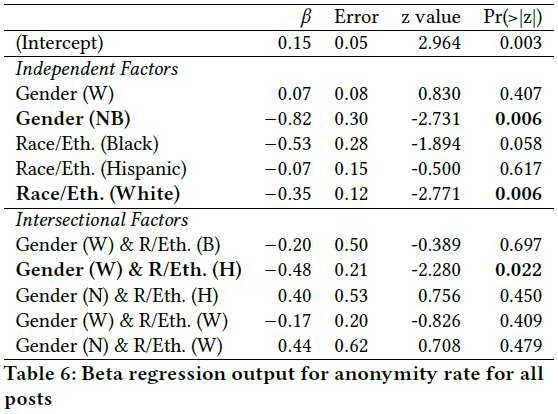 β Error z value Pr(>|z|)
(Intercept) 0.15 0.05 2.964 0.003
Independent Factors
Gender (W) 0.07 0.08 0.830 0.407
Gender (NB) −0.82 0.30 -2.731 0.006
Race/Eth. (Black) −0.53 0.28 -1.894 0.058
Race/Eth. (Hispanic) −0.07 0.15 -0.500 0.617
Race/Eth. (White) −0.35 0.12 -2.771 0.006
Intersectional Factors
Gender (W) & R/Eth. (B) −0.20 0.50 -0.389 0.697
Gender (W) & R/Eth. (H) −0.48 0.21 -2.280 0.022
Gender (N) & R/Eth. (H) 0.40 0.53 0.756 0.450
Gender (W) & R/Eth. (W) −0.17 0.20 -0.826 0.409
Gender (N) & R/Eth. (W) 0.44 0.62 0.708 0.479
Table 6: Beta regression output for anonymity rate for all
posts